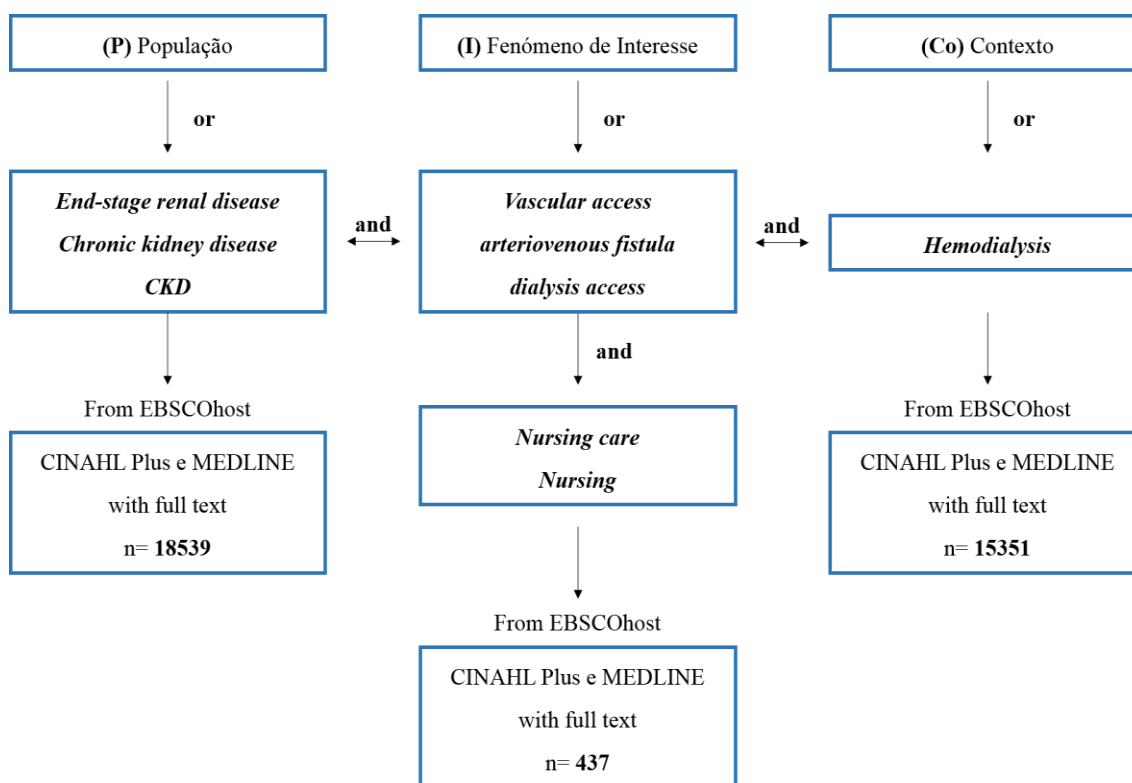 (P) População
(I) Fenómeno de Interesse
(Co) Contexto
or
or
or
End-stage renal disease
Chronic kidney disease
CKD
and
Vascular access
arteriovenous fistula
dialysis access
and
Hemodialysis
and
From EBSCOhost
CINAHL Plus e MEDLINE
with full text
n= 18539
Nursing care
Nursing
From EBSCOhost
CINAHL Plus e MEDLINE
with full text
n= 15351
From EBSCOhost
CINAHL Plus e MEDLINE
with full text
n= 437